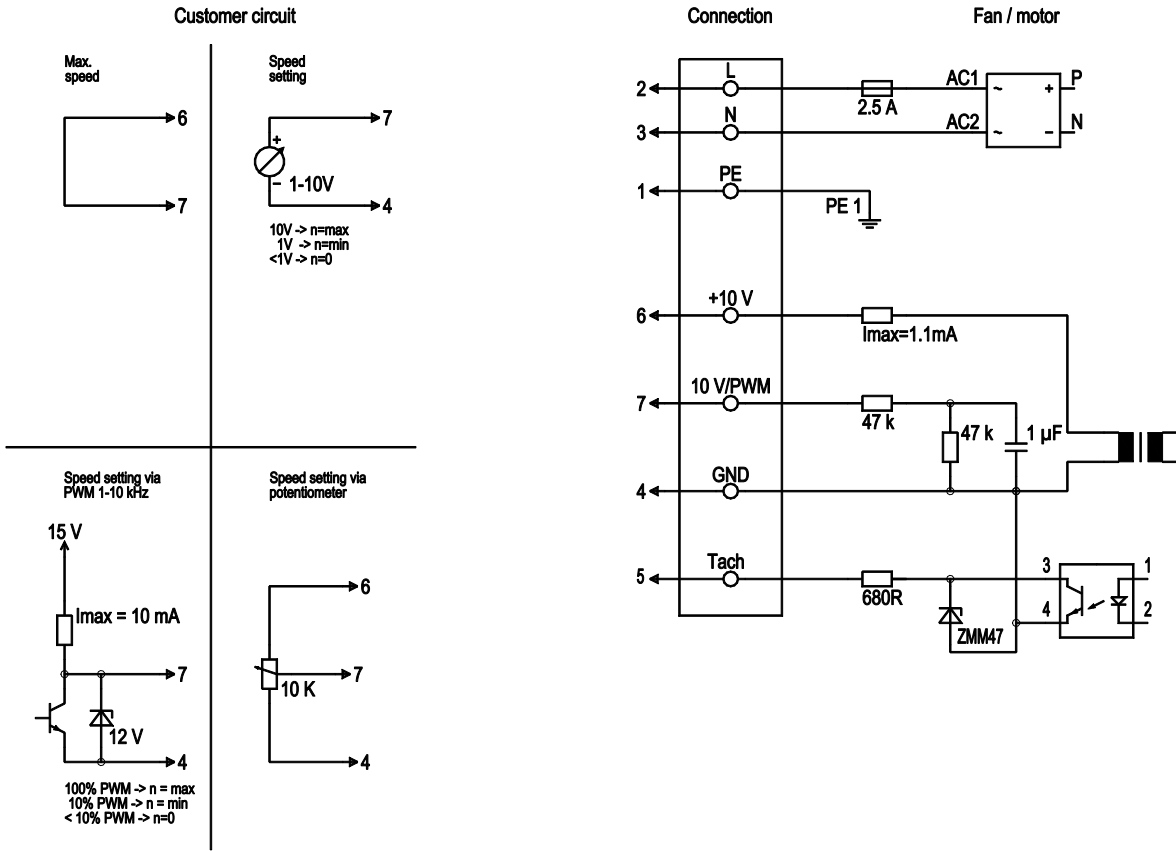 Customer circuit
Connection
Fan / motor
Max.
speed
6
7
Speed
setting
7
+
− 1-10V
4
10V -> n=max
1V -> n=min
<1V -> n=0
Speed setting via
PWM 1-10 kHz
15 V
Imax = 10 mA
7
12 V
4
100% PWM -> n = max
10% PWM -> n = min
< 10% PWM -> n=0
Speed setting via
potentiometer
6
7
10 K
4
L
2
2.5 A
AC1
~
+
P
N
3
AC2
~
−
N
PE
1
PE 1
+10 V
6
Imax=1.1mA
10 V/PWM
7
47 k
47 k
1 µF
GND
4
Tach
5
680R
ZMM47
3
4
1
2